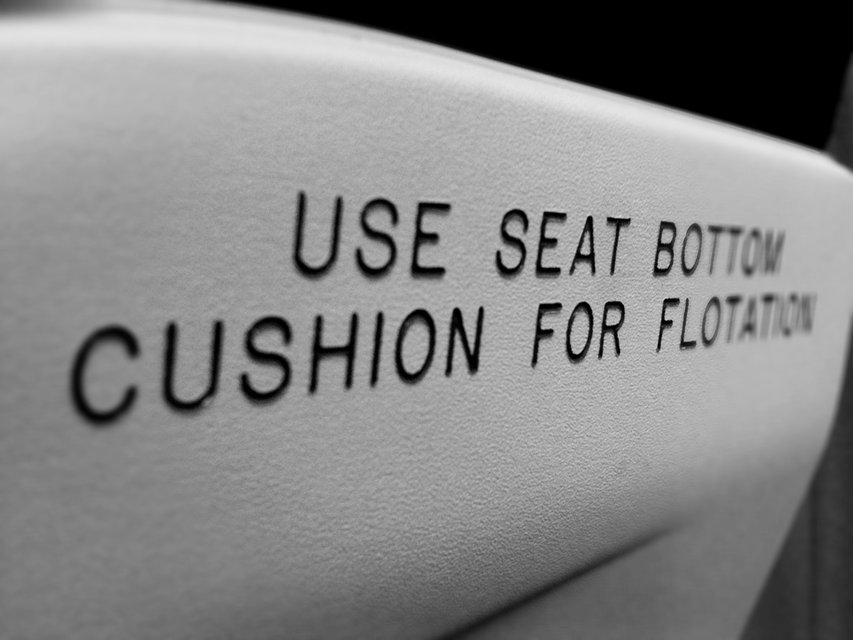 USE SEAT BOTTOM
CUSHION FOR FLOTATION